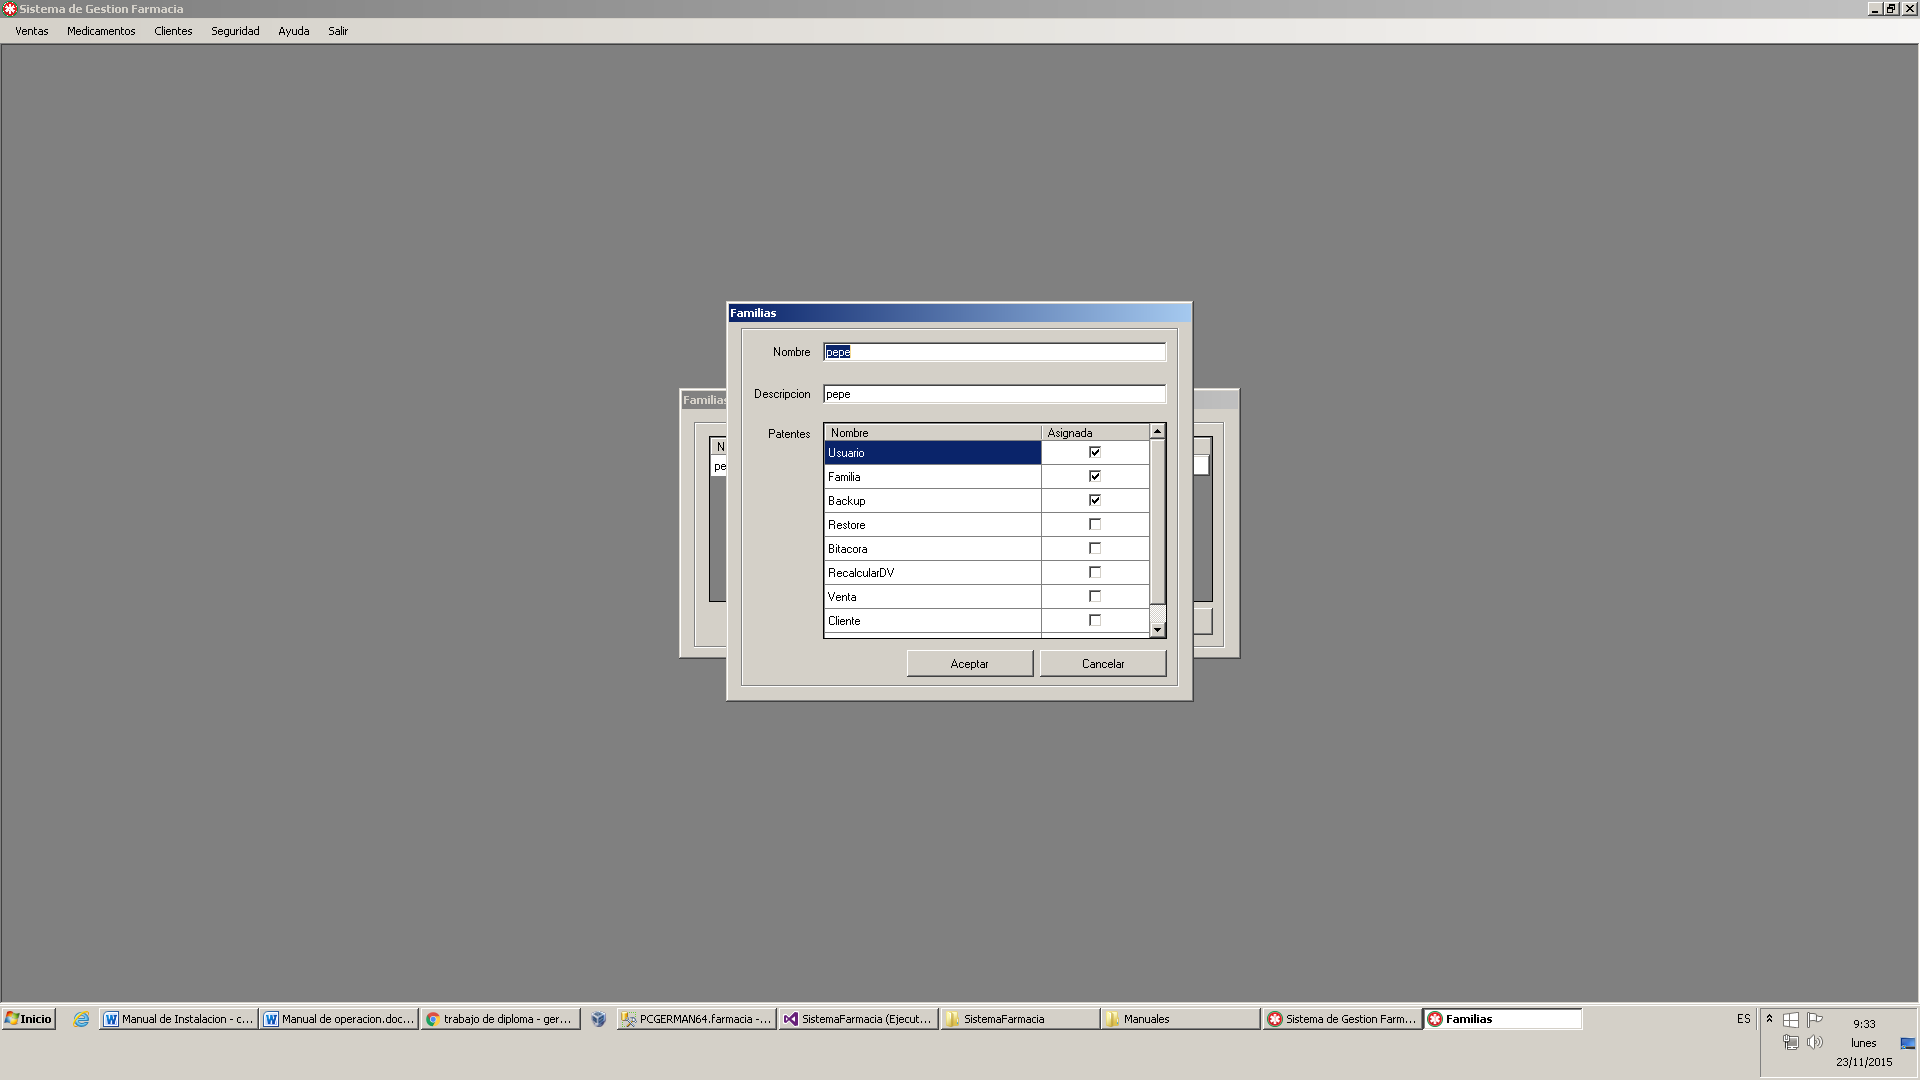 Sistema de Gestion Farmacia
Ventas Medicamentos Clientes Seguridad Ayuda Salir
Familias
Nombre pepe
Familias
Descripcion pepe
Patentes Nombre Asignada
N
Usuario
pe
Familia
Backup
Restore
Bitacora
RecalcularDV
Venta
Cliente
Aceptar Cancelar
Inicio Manual de Instalacion - c... Manual de operacion.doc... trabajo de diploma - ger... PCGERMAN64.farmacia -... SistemaFarmacia (Ejecut... SistemaFarmacia Manuales Sistema de Gestion Farm... Familias ES
9:33
lunes
23/11/2015